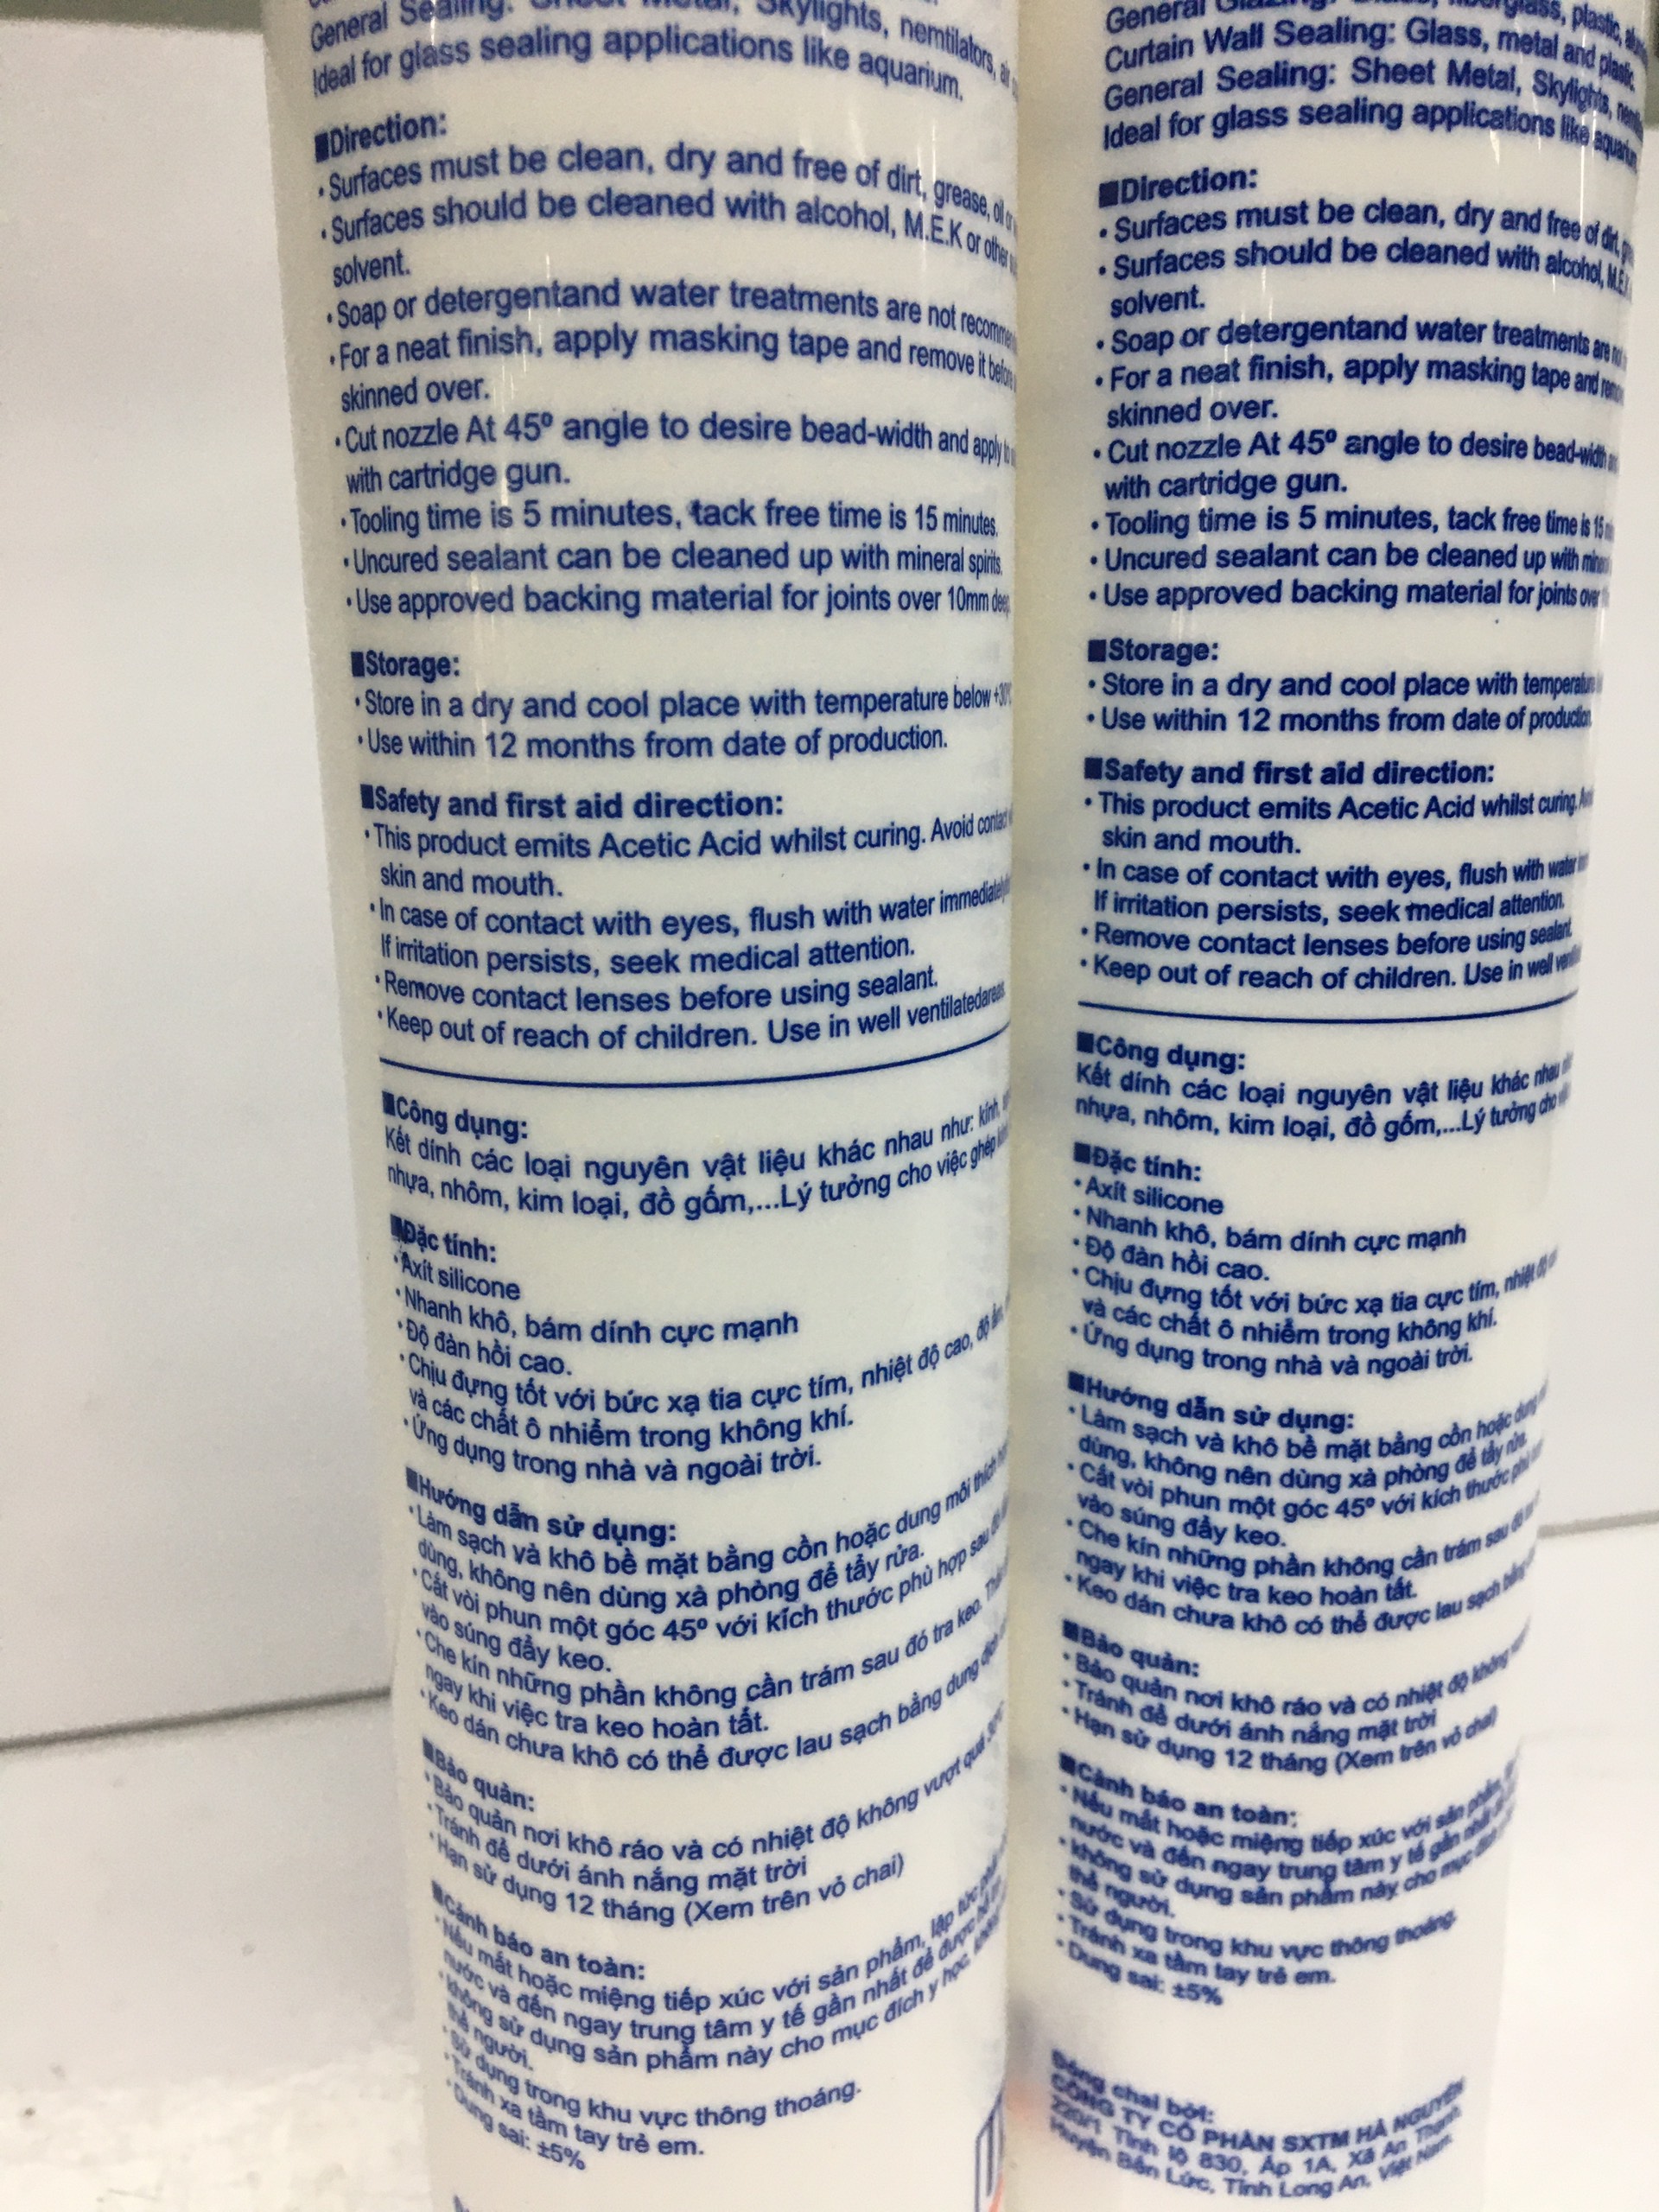 General Sealing: Sheet Metal, Skylights, nemtilators, air
Ideal for glass sealing applications like aquarium.
■Direction:
• Surfaces must be clean, dry and free of dirt, grease, oil or
• Surfaces should be cleaned with alcohol, M.E.K or other
solvent.
• Soap or detergentand water treatments are not
• For a neat finish, apply masking tape and remove it before
skinned over.
• Cut nozzle At 45º angle to desire bead-width and apply to
with cartridge gun.
• Tooling time is 5 minutes, tack free time is 15 minutes.
• Uncured sealant can be cleaned up with mineral spirits.
• Use approved backing material for joints over 10mm deep
■Storage:
• Store in a dry and cool place with temperature below +30°C
• Use within 12 months from date of production.
■Safety and first aid direction:
• This product emits Acetic Acid whilst curing. Avoid contact
skin and mouth.
• In case of contact with eyes, flush with water immediately
If irritation persists, seek medical attention.
• Remove contact lenses before using sealant.
• Keep out of reach of children. Use in well ventilatedareas.
■Công dụng:
Kết dính các loại nguyên vật liệu khác nhau như: kính,
nhựa, nhôm, kim loại, đồ gốm,...Lý tưởng cho việc ghép
■Đặc tính:
• Axít silicone
• Nhanh khô, bám dính cực mạnh
• Độ đàn hồi cao.
• Chịu đựng tốt với bức xạ tia cực tím, nhiệt độ cao, độ ẩm,
và các chất ô nhiễm trong không khí.
• Ứng dụng trong nhà và ngoài trời.
■Hướng dẫn sử dụng:
• Làm sạch và khô bề mặt bằng cồn hoặc dung môi thích
dùng, không nên dùng xà phòng để tẩy rửa.
• Cắt vòi phun một góc 45º với kích thước phù hợp sau đó
vào súng đẩy keo.
• Che kín những phần không cần trám sau đó tra keo.
ngay khi việc tra keo hoàn tất.
• Keo dán chưa khô có thể được lau sạch bằng dung dịch
■Bảo quản:
• Bảo quản nơi khô ráo và có nhiệt độ không vượt quá 30°C
• Tránh để dưới ánh nắng mặt trời
• Hạn sử dụng 12 tháng (Xem trên vỏ chai)
■Cảnh báo an toàn:
• Nếu mắt hoặc miệng tiếp xúc với sản phẩm, lập tức
nước và đến ngay trung tâm y tế gần nhất để được
• không sử dụng sản phẩm này cho mục đích y học,
thể người.
• Sử dụng trong khu vực thông thoáng.
• Tránh xa tầm tay trẻ em.
• Dung sai: ±5%
General Glazing: Glass, fiberglass, plastic,
Curtain Wall Sealing: Glass, metal and plastic.
General Sealing: Sheet Metal, Skylights,
Ideal for glass sealing applications like aquarium.
■Direction:
• Surfaces must be clean, dry and free of dirt,
• Surfaces should be cleaned with alcohol, M.E.K
solvent.
• Soap or detergentand water treatments are not
• For a neat finish, apply masking tape and
skinned over.
• Cut nozzle At 45º angle to desire bead-width
with cartridge gun.
• Tooling time is 5 minutes, tack free time is 15
• Uncured sealant can be cleaned up with
• Use approved backing material for joints over
■Storage:
• Store in a dry and cool place with temperature
• Use within 12 months from date of production
■Safety and first aid direction:
• This product emits Acetic Acid whilst curing.
skin and mouth.
• In case of contact with eyes, flush with water
If irritation persists, seek medical attention.
• Remove contact lenses before using sealant.
• Keep out of reach of children. Use in well
■Công dụng:
Kết dính các loại nguyên vật liệu khác nhau
nhựa, nhôm, kim loại, đồ gốm,...Lý tưởng cho
■Đặc tính:
• Axít silicone
• Nhanh khô, bám dính cực mạnh
• Độ đàn hồi cao.
• Chịu đựng tốt với bức xạ tia cực tím, nhiệt độ
và các chất ô nhiễm trong không khí.
• Ứng dụng trong nhà và ngoài trời.
■Hướng dẫn sử dụng:
• Làm sạch và khô bề mặt bằng cồn hoặc dung
dùng, không nên dùng xà phòng để tẩy rửa.
• Cắt vòi phun một góc 45º với kích thước phù
vào súng đẩy keo.
• Che kín những phần không cần trám sau đó
ngay khi việc tra keo hoàn tất.
• Keo dán chưa khô có thể được lau sạch bằng
■Bảo quản:
• Bảo quản nơi khô ráo và có nhiệt độ không
• Tránh để dưới ánh nắng mặt trời
• Hạn sử dụng 12 tháng (Xem trên vỏ chai)
■Cảnh báo an toàn:
• Nếu mắt hoặc miệng tiếp xúc với sản phẩm,
nước và đến ngay trung tâm y tế gần nhất
• không sử dụng sản phẩm này cho mục đích
thể người.
• Sử dụng trong khu vực thông thoáng.
• Tránh xa tầm tay trẻ em.
• Dung sai: ±5%
Đóng chai bởi:
CÔNG TY CỔ PHẦN SXTM HÀ NGUYÊN
220/1 Tỉnh lộ 830, Ấp 1A, Xã An Thạnh
Huyện Bến Lức, Tỉnh Long An, Việt Nam.